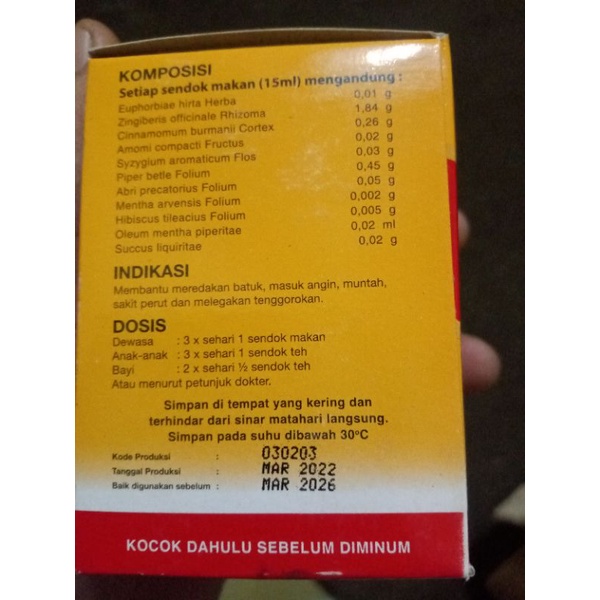 KOMPOSISI
Setiap sendok makan (15ml) mengandung :
Euphorbiae hirta Herba 0,01 g
Zingiberis officinale Rhizoma 1,84 g
Cinnamomum burmanii Cortex 0,26 g
Amomi compacti Fructus 0,02 g
Syzygium aromaticum Flos 0,03 g
Piper betle Folium 0,45 g
Abri precatorius Folium 0,05 g
Mentha arvensis Folium 0,002 g
Hibiscus tileacius Folium 0,005 g
Oleum mentha piperitae 0,02 ml
Succus liquiritae 0,02 g
INDIKASI
Membantu meredakan batuk, masuk angin, muntah,
sakit perut dan melegakan tenggorokan.
DOSIS
Dewasa : 3 x sehari 1 sendok makan
Anak-anak : 3 x sehari 1 sendok teh
Bayi : 2 x sehari ½ sendok teh
Atau menurut petunjuk dokter.
Simpan di tempat yang kering dan
terhindar dari sinar matahari langsung.
Simpan pada suhu dibawah 30°C
Kode Produksi : 030203
Tanggal Produksi : MAR 2022
Baik digunakan sebelum : MAR 2026
KOCOK DAHULU SEBELUM DIMINUM